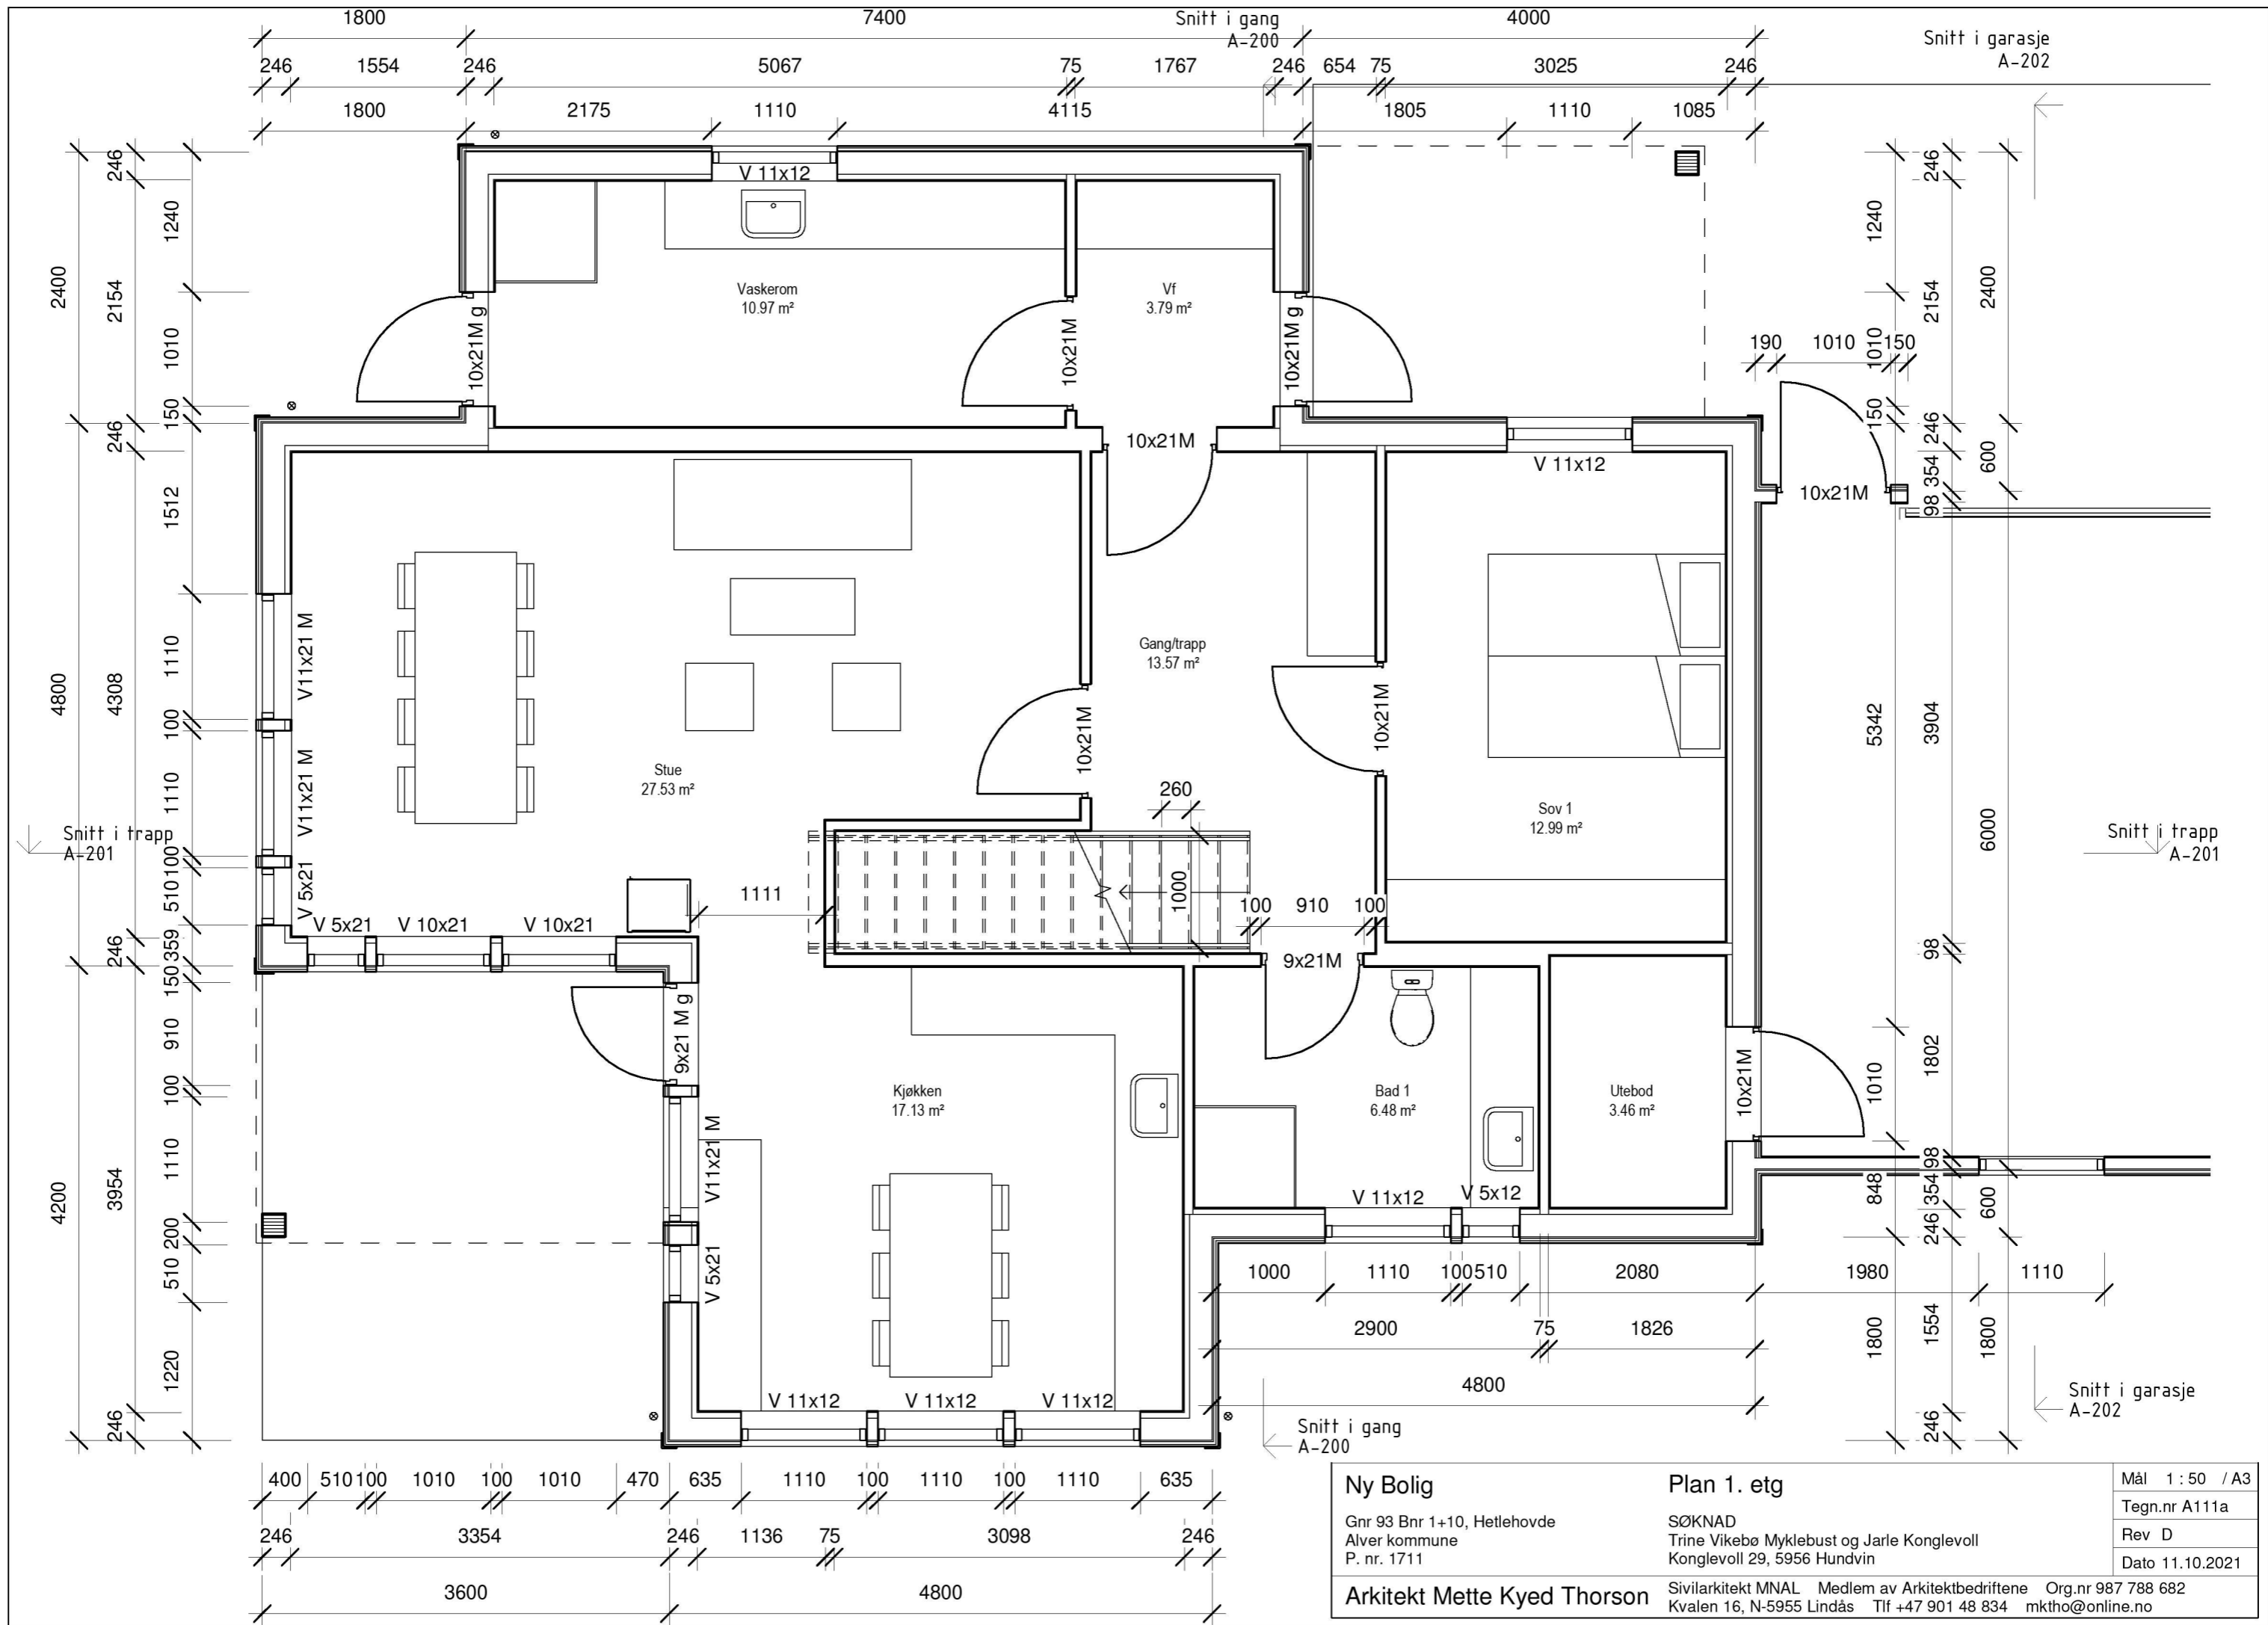 1800 7400 Snitt i gang 4000
A-200
Snitt i garasje
A-202
246 1554 246 5067 75 1767 246 654 75 3025 246
1800 2175 1110 4115 1805 1110 1085
246
1240
2400
2154
1010
150
246
1512
1110
4800
4308
100
1110
100
510
359
246
150
910
100
1110
4200
3954
200
510
1220
246
V 11x12
Vaskerom
10.97 m²
Vf
3.79 m²
10x21M g
10x21M
10x21M g
10x21M
V 11x12
246
1240
2154
2400
190 1010 150
1010
150
246
354
98
600
10x21M
V11x21 M
V11x21 M
V 5x21
Gang/trapp
13.57 m²
10x21M
10x21M
Stue
27.53 m²
260
1000
Sov 1
12.99 m²
5342
3904
6000
Snitt i trapp
A-201
Snitt i trapp
A-201
1111
100 910 100
V 5x21 V 10x21 V 10x21
9x21M
98
1802
1010
9x21 M g
V11x21 M
V 5x21
Kjøkken
17.13 m²
Bad 1
6.48 m²
Utebod
3.46 m²
10x21M
V 11x12 V 5x12
98
848
354
246
600
1000 1110 100 510 2080 1980 1110
2900 75 1826
4800
1800
1554
1800
246
V 11x12 V 11x12 V 11x12
Snitt i gang
A-200
Snitt i garasje
A-202
400 510 100 1010 100 1010 470 635 1110 100 1110 100 1110 635
246 3354 246 1136 75 3098 246
3600 4800
Ny Bolig
Plan 1. etg
Mål 1 : 50 / A3
Tegn.nr A111a
Rev D
Dato 11.10.2021
Gnr 93 Bnr 1+10, Hetlehovde
Alver kommune
P. nr. 1711
SØKNAD
Trine Vikebø Myklebust og Jarle Konglevoll
Konglevoll 29, 5956 Hundvin
Arkitekt Mette Kyed Thorson
Sivilarkitekt MNAL Medlem av Arkitektbedriftene Org.nr 987 788 682
Kvalen 16, N-5955 Lindås Tlf +47 901 48 834 mktho@online.no